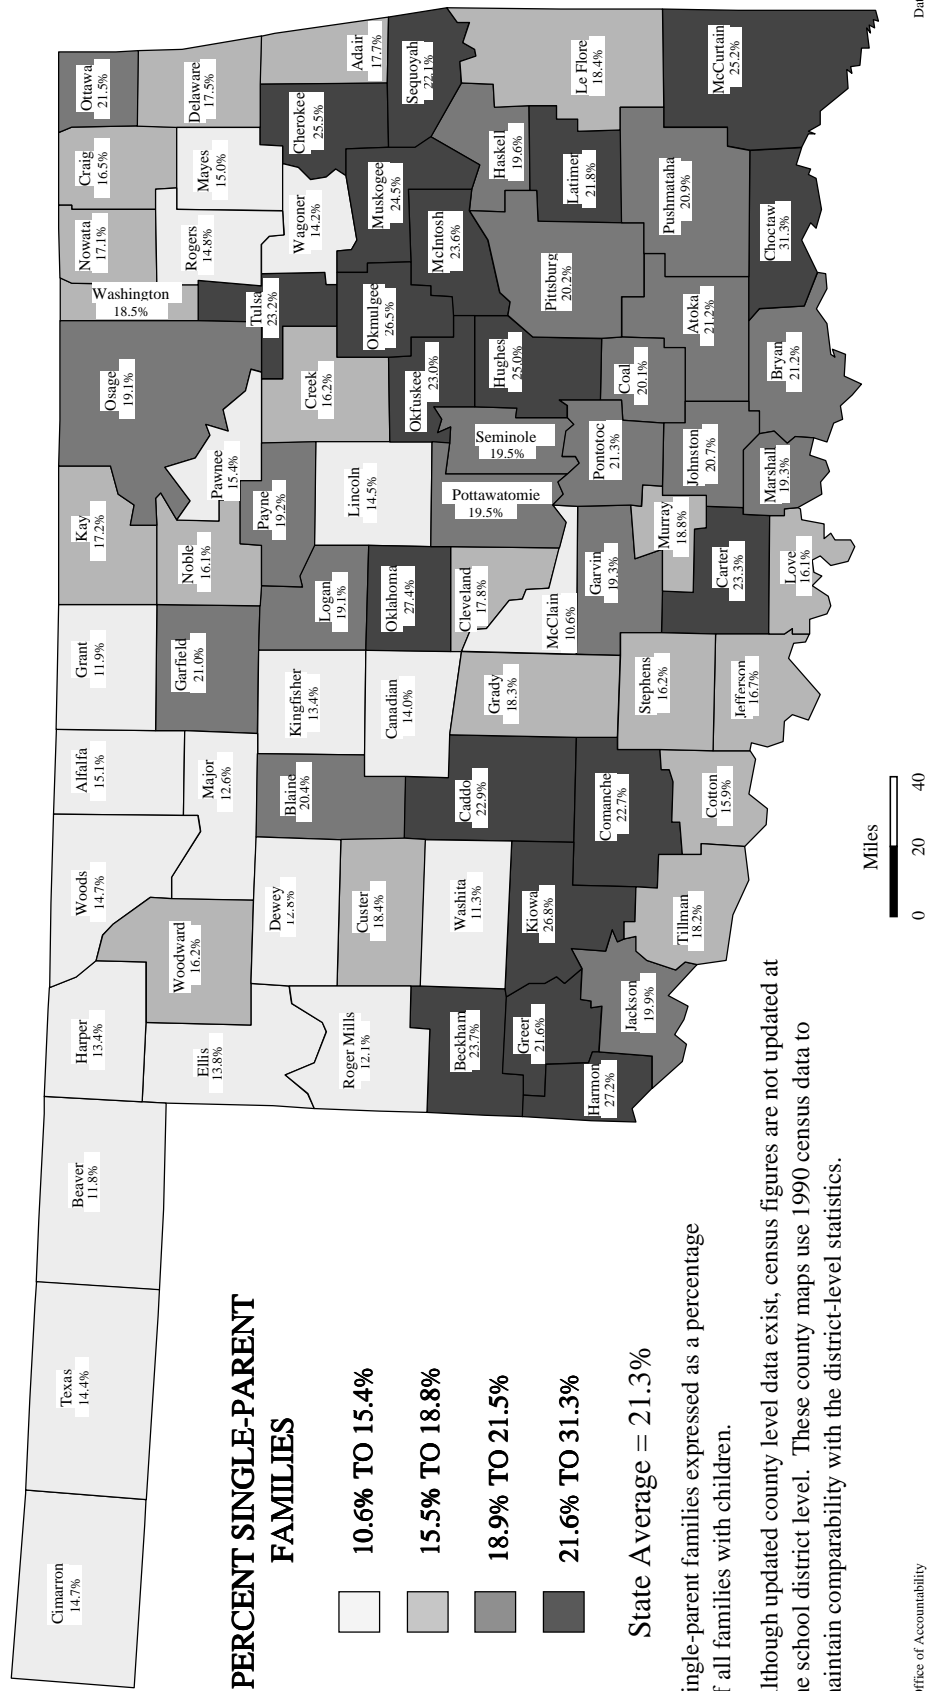 Cimarron
14.7%
Texas
14.4%
Beaver
11.8%
Harper
13.4%
Woods
14.7%
Alfalfa
15.1%
Grant
11.9%
Kay
17.2%
Osage
19.1%
Washington
18.5%
Nowata
17.1%
Craig
16.5%
Ottawa
21.5%
Ellis
13.8%
Woodward
16.2%
Major
12.6%
Garfield
21.0%
Noble
16.1%
Pawnee
15.4%
Rogers
14.8%
Mayes
15.0%
Delaware
17.5%
Roger Mills
12.1%
Dewey
12.8%
Blaine
20.4%
Kingfisher
13.4%
Logan
19.1%
Payne
19.2%
Creek
16.2%
Tulsa
23.2%
Wagoner
14.2%
Cherokee
25.5%
Adair
17.7%
Custer
18.4%
Canadian
14.0%
Oklahoma
27.4%
Lincoln
14.5%
Okfuskee
23.0%
Okmulgee
26.5%
Muskogee
24.5%
Sequoyah
22.1%
Beckham
23.7%
Washita
11.3%
Caddo
22.9%
Grady
18.3%
Cleveland
17.8%
Pottawatomie
19.5%
Seminole
19.5%
Hughes
25.0%
McIntosh
23.6%
Haskell
19.6%
Greer
21.6%
Kiowa
26.8%
McClain
10.6%
Pittsburg
20.2%
Latimer
21.8%
Le Flore
18.4%
Harmon
27.2%
Jackson
19.9%
Comanche
22.7%
Stephens
16.2%
Garvin
19.3%
Pontotoc
21.3%
Coal
20.1%
Murray
18.8%
Atoka
21.2%
Pushmataha
20.9%
McCurtain
25.2%
Tillman
18.2%
Cotton
15.9%
Jefferson
16.7%
Carter
23.3%
Johnston
20.7%
Love
16.1%
Marshall
19.3%
Bryan
21.2%
Choctaw
31.3%
PERCENT SINGLE-PARENT
FAMILIES
10.6% TO 15.4%
15.5% TO 18.8%
18.9% TO 21.5%
21.6% TO 31.3%
State Average = 21.3%
ingle-parent families expressed as a percentage
f all families with children.
lthough updated county level data exist, census figures are not updated at
he school district level. These county maps use 1990 census data to
naintain comparability with the district-level statistics.
Miles
0 20 40
Office of Accountability
Dat